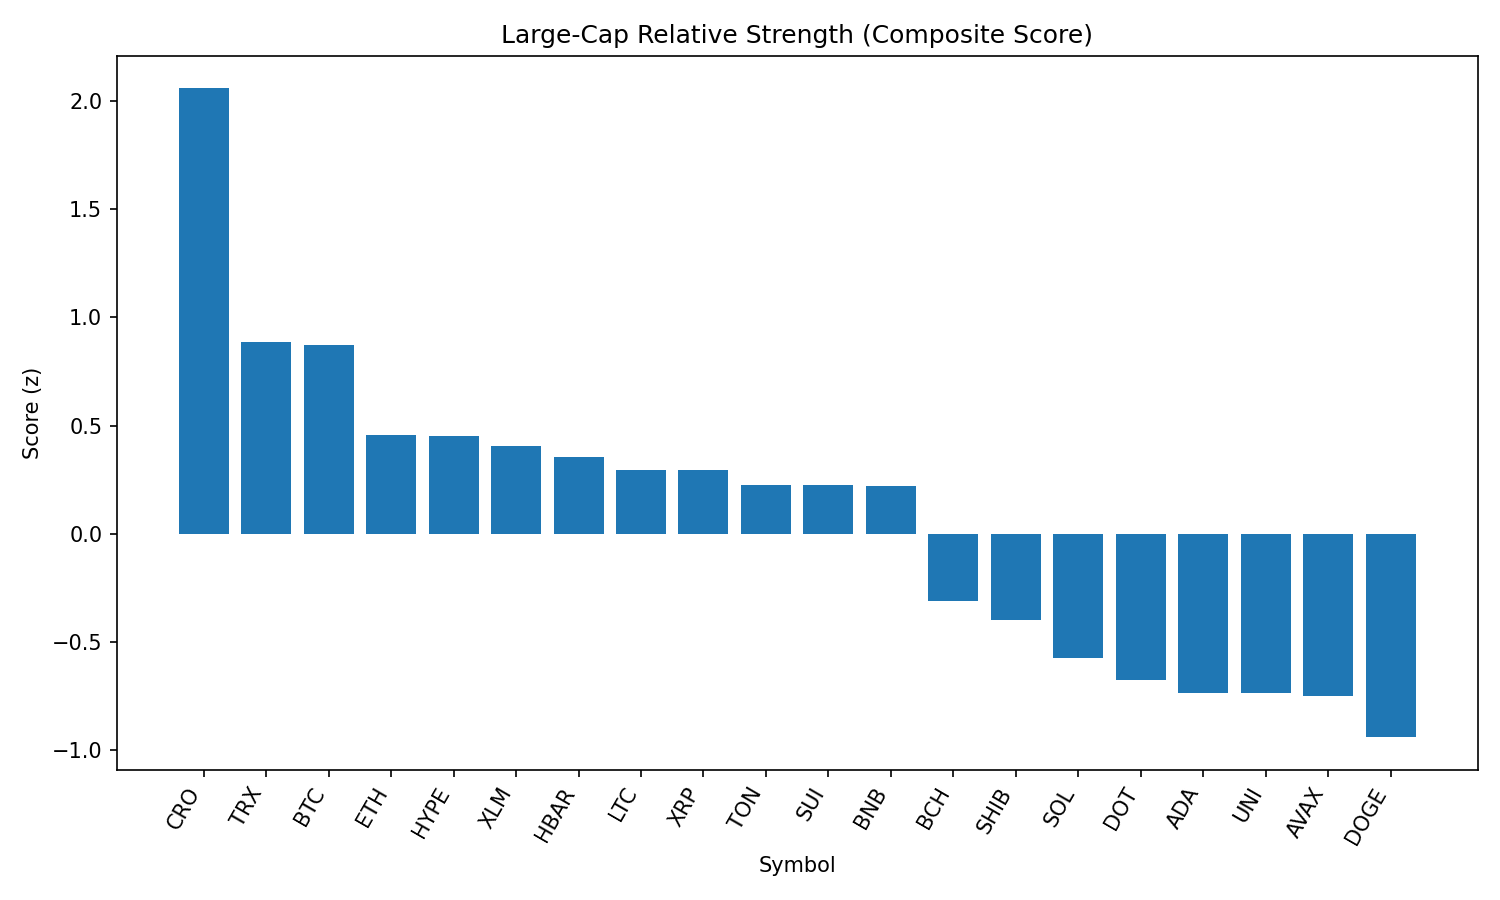 Large-Cap Relative Strength (Composite Score)
Score (z)
2.0
1.5
1.0
0.5
0.0
−0.5
−1.0
CRO
TRX
BTC
ETH
HYPE
XLM
HBAR
LTC
XRP
TON
SUI
BNB
BCH
SHIB
SOL
DOT
ADA
UNI
AVAX
DOGE
Symbol